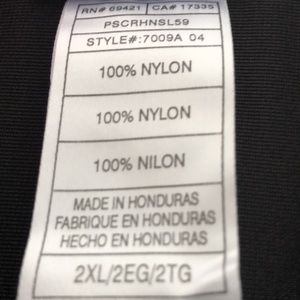 RN# 69421 CA# 17335
PSCRHNSL59
STYLE#:7009A 04
100% NYLON
100% NYLON
100% NILON
MADE IN HONDURAS
FABRIQUE EN HONDURAS
HECHO EN HONDURAS
2XL/2EG/2TG